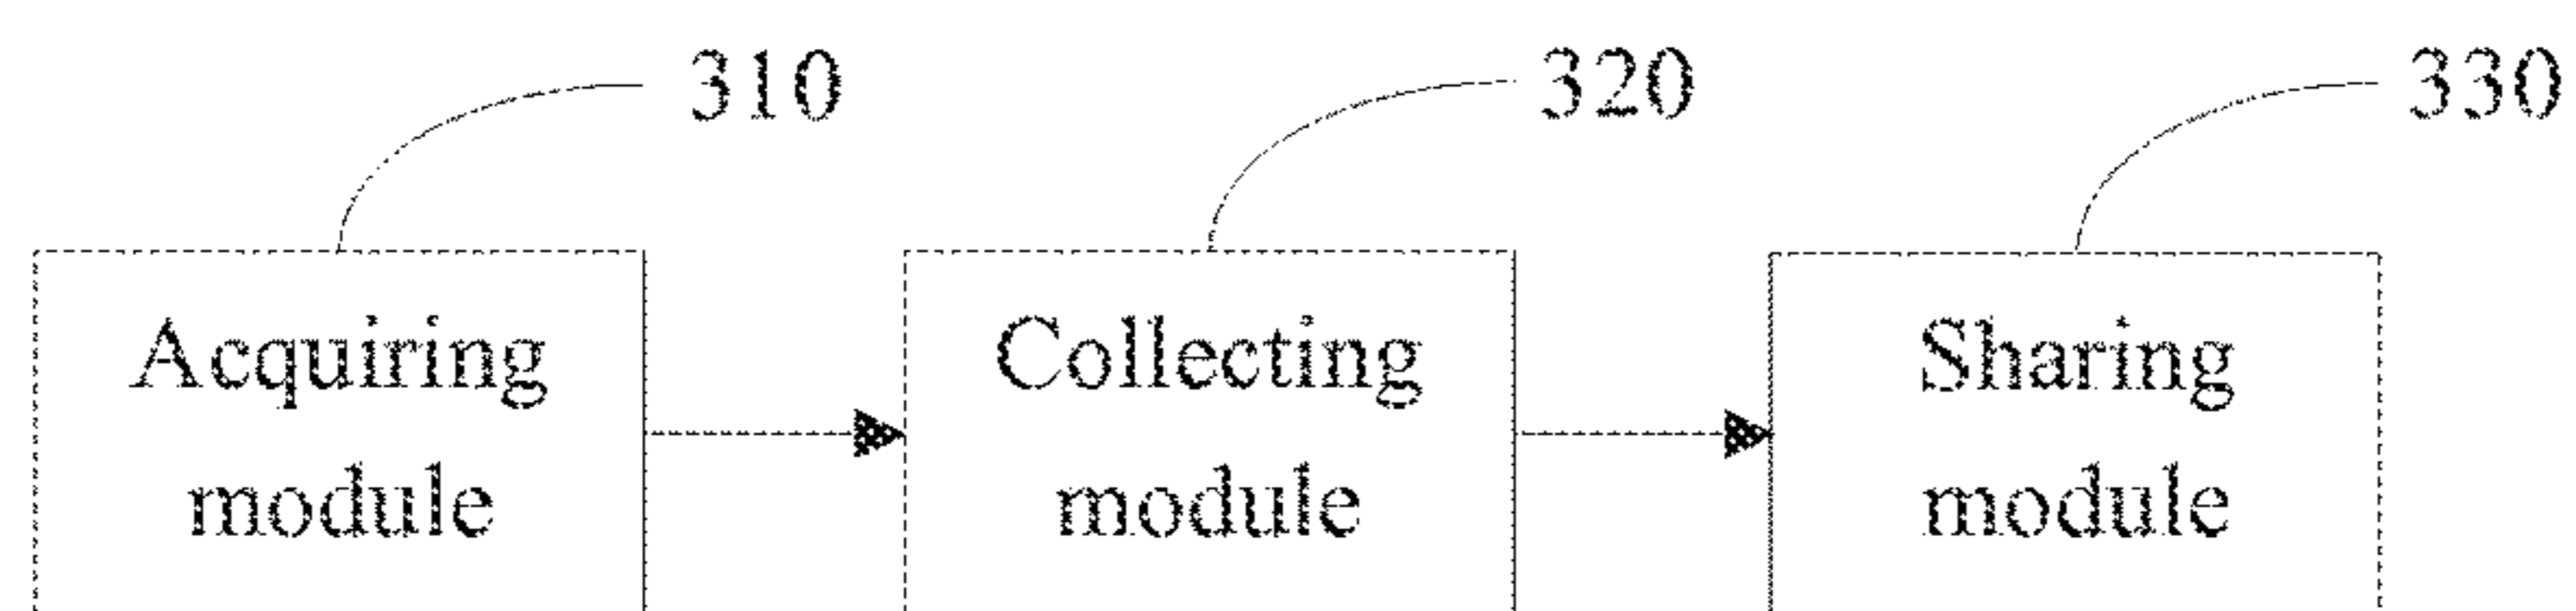 310
320
330
Acquiring
module
Collecting
module
Sharing
module